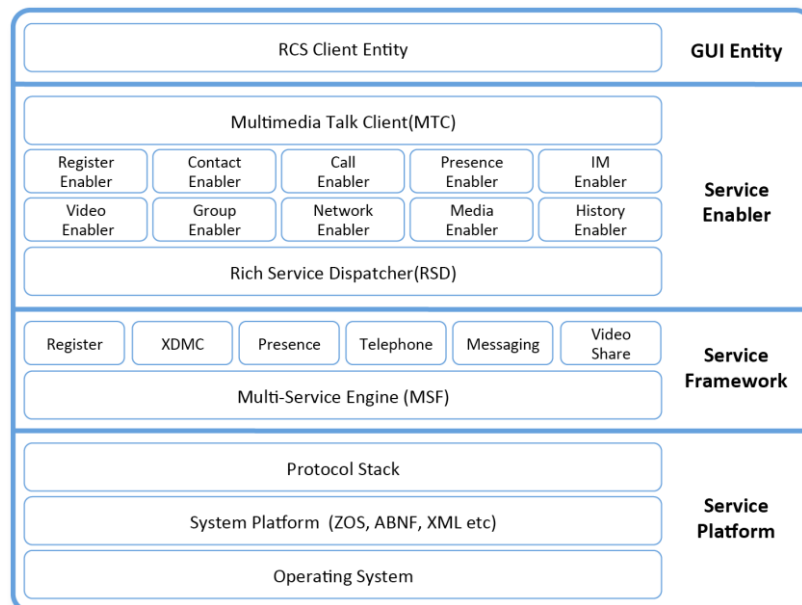 RCS Client Entity
GUI Entity
Multimedia Talk Client(MTC)
Register
Enabler
Contact
Enabler
Call
Enabler
Presence
Enabler
IM
Enabler
Video
Enabler
Group
Enabler
Network
Enabler
Media
Enabler
History
Enabler
Rich Service Dispatcher(RSD)
Service
Enabler
Register
XDMC
Presence
Telephone
Messaging
Video
Share
Multi-Service Engine (MSF)
Service
Framework
Protocol Stack
System Platform (ZOS, ABNF, XML etc)
Operating System
Service
Platform